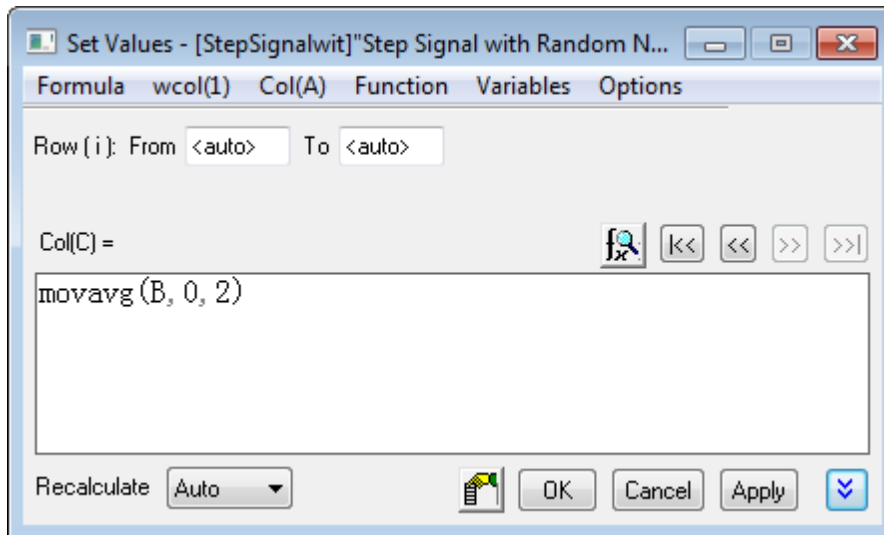 Set Values - [StepSignalwit]"Step Signal with Random N...
Formula wcol(1) Col(A) Function Variables Options
Row (i): From <auto> To <auto>
Col(C) = |<< << >> >>|
movavg(B, 0, 2)
Recalculate Auto OK Cancel Apply